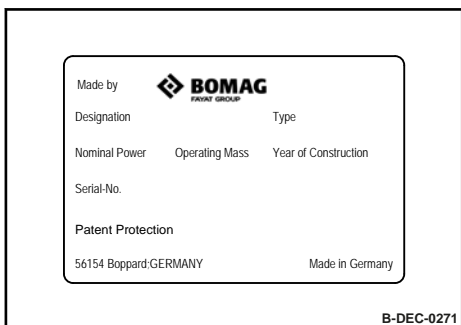 Made by BOMAG
FAYAT GROUP
Designation Type
Nominal Power Operating Mass Year of Construction
Serial-No.
Patent Protection
56154 Boppard;GERMANY Made in Germany
B-DEC-0271